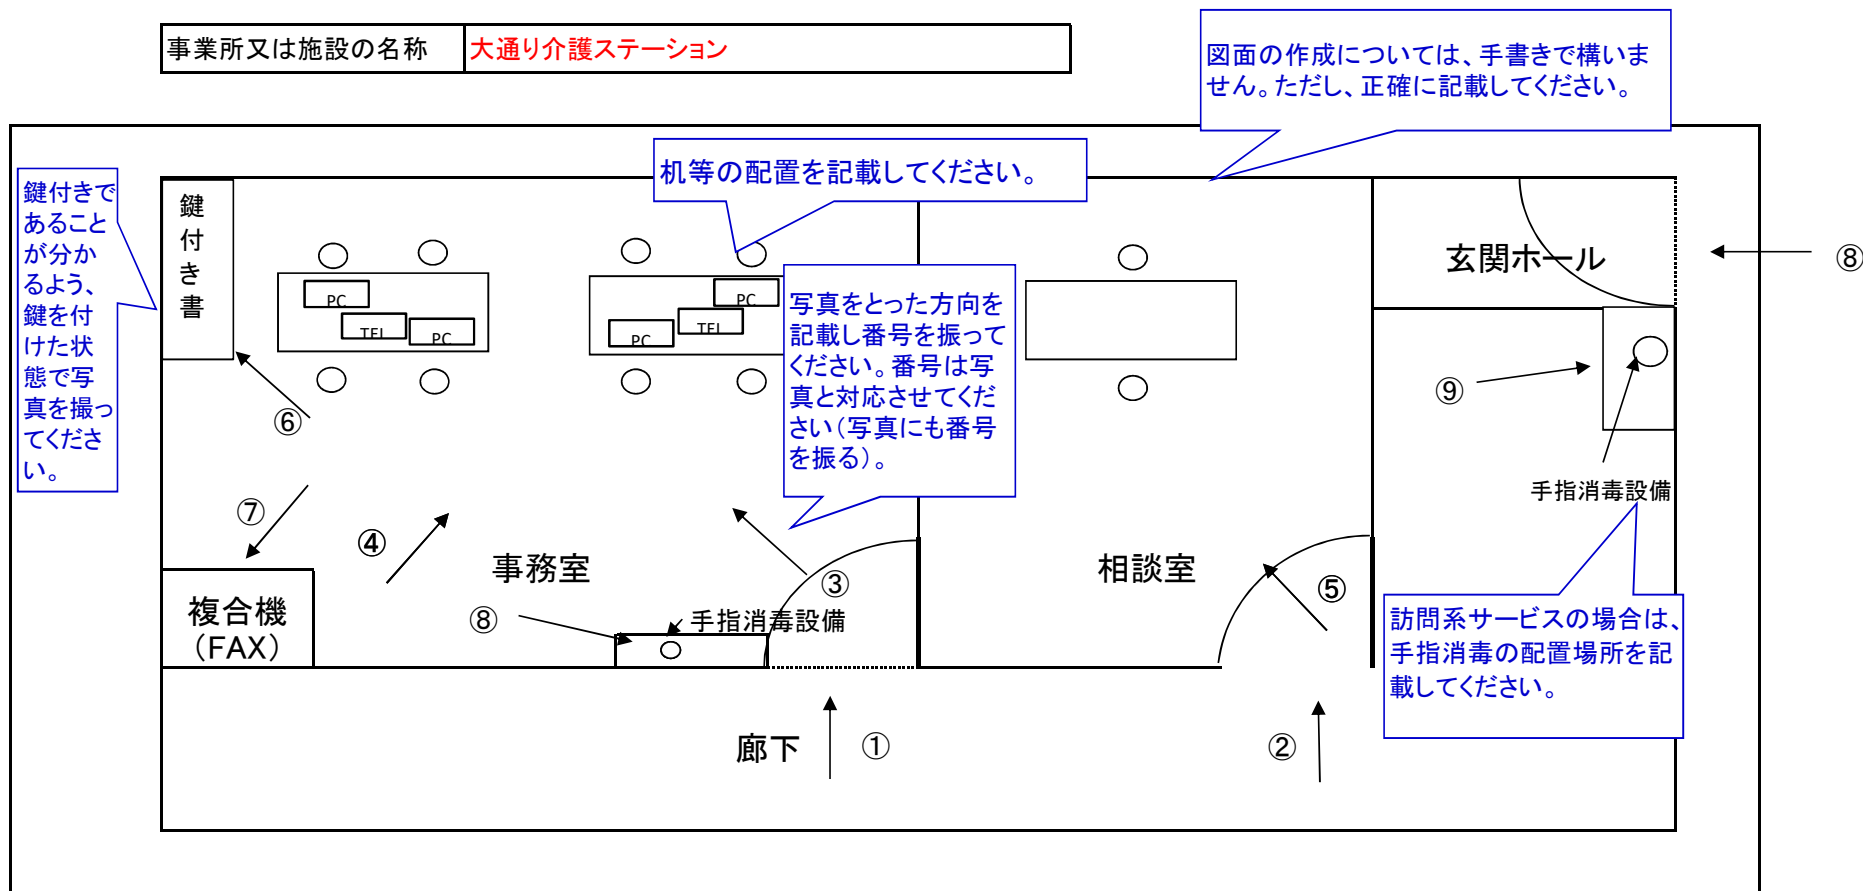 事業所又は施設の名称
大通り介護ステーション
図面の作成については、手書きで構いま
せん。ただし、正確に記載してください。
机等の配置を記載してください。
鍵付きで
あること
が分か
るよう、
鍵を付
けた状
態で写
真を撮っ
てくださ
い。
鍵
付
き
書
PC
TEL
PC
PC
TEL
PC
写真をとった方向を
記載し番号を振って
ください。番号は写
真と対応させてくだ
さい（写真にも番号
を振る）。
玄関ホール
⑧
⑨
手指消毒設備
⑥
⑦
④
事務室
③
相談室
⑤
複合機
（FAX）
⑧
手指消毒設備
訪問系サービスの場合は、
手指消毒の配置場所を記
載してください。
廊下
①
②